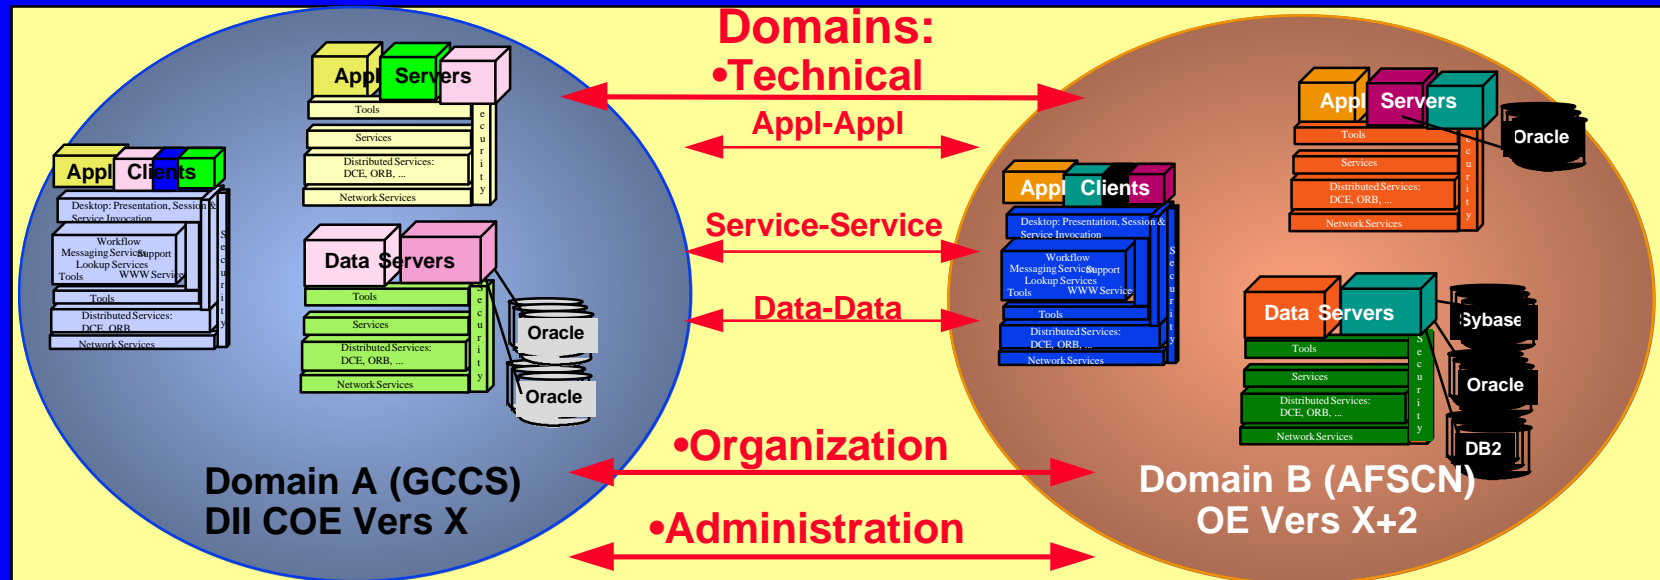 Domains:
•Technical
Appl-Appl
Service-Service
Data-Data
•Organization
•Administration
Appl Servers
Tools
Services
Distributed Services:
DCE, ORB, ...
Network Services
ecurity
Appl Clients
Desktop: Presentation, Session &
Service Invocation
Workflow
Messaging Services
Support
Lookup Services
Tools
WWW Service
Tools
Distributed Services:
DCE, ORB
Network Services
Security
Data Servers
Tools
Services
Distributed Services:
DCE, ORB, ...
Network Services
Security
Oracle
Oracle
Domain A (GCCS)
DII COE Vers X
Appl Clients
Desktop: Presentation, Session &
Service Invocation
Workflow
Messaging Services
Support
Lookup Services
Tools
WWW Service
Tools
Distributed Services:
DCE, ORB, ...
Network Services
Security
Appl Servers
Tools
Services
Distributed Services:
DCE, ORB, ...
Network Services
ecurity
Oracle
Data Servers
Tools
Services
Distributed Services:
DCE, ORB, ...
Network Services
Security
Sybase
Oracle
DB2
Domain B (AFSCN)
OE Vers X+2